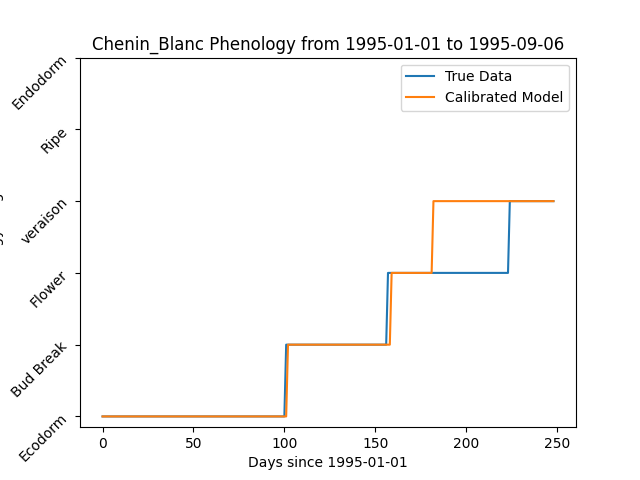 Chenin_Blanc Phenology from 1995-01-01 to 1995-09-06
True Data
Calibrated Model
Endodorm
Ripe
veraison
Flower
Bud Break
Ecodorm
0 50 100 150 200 250
Days since 1995-01-01